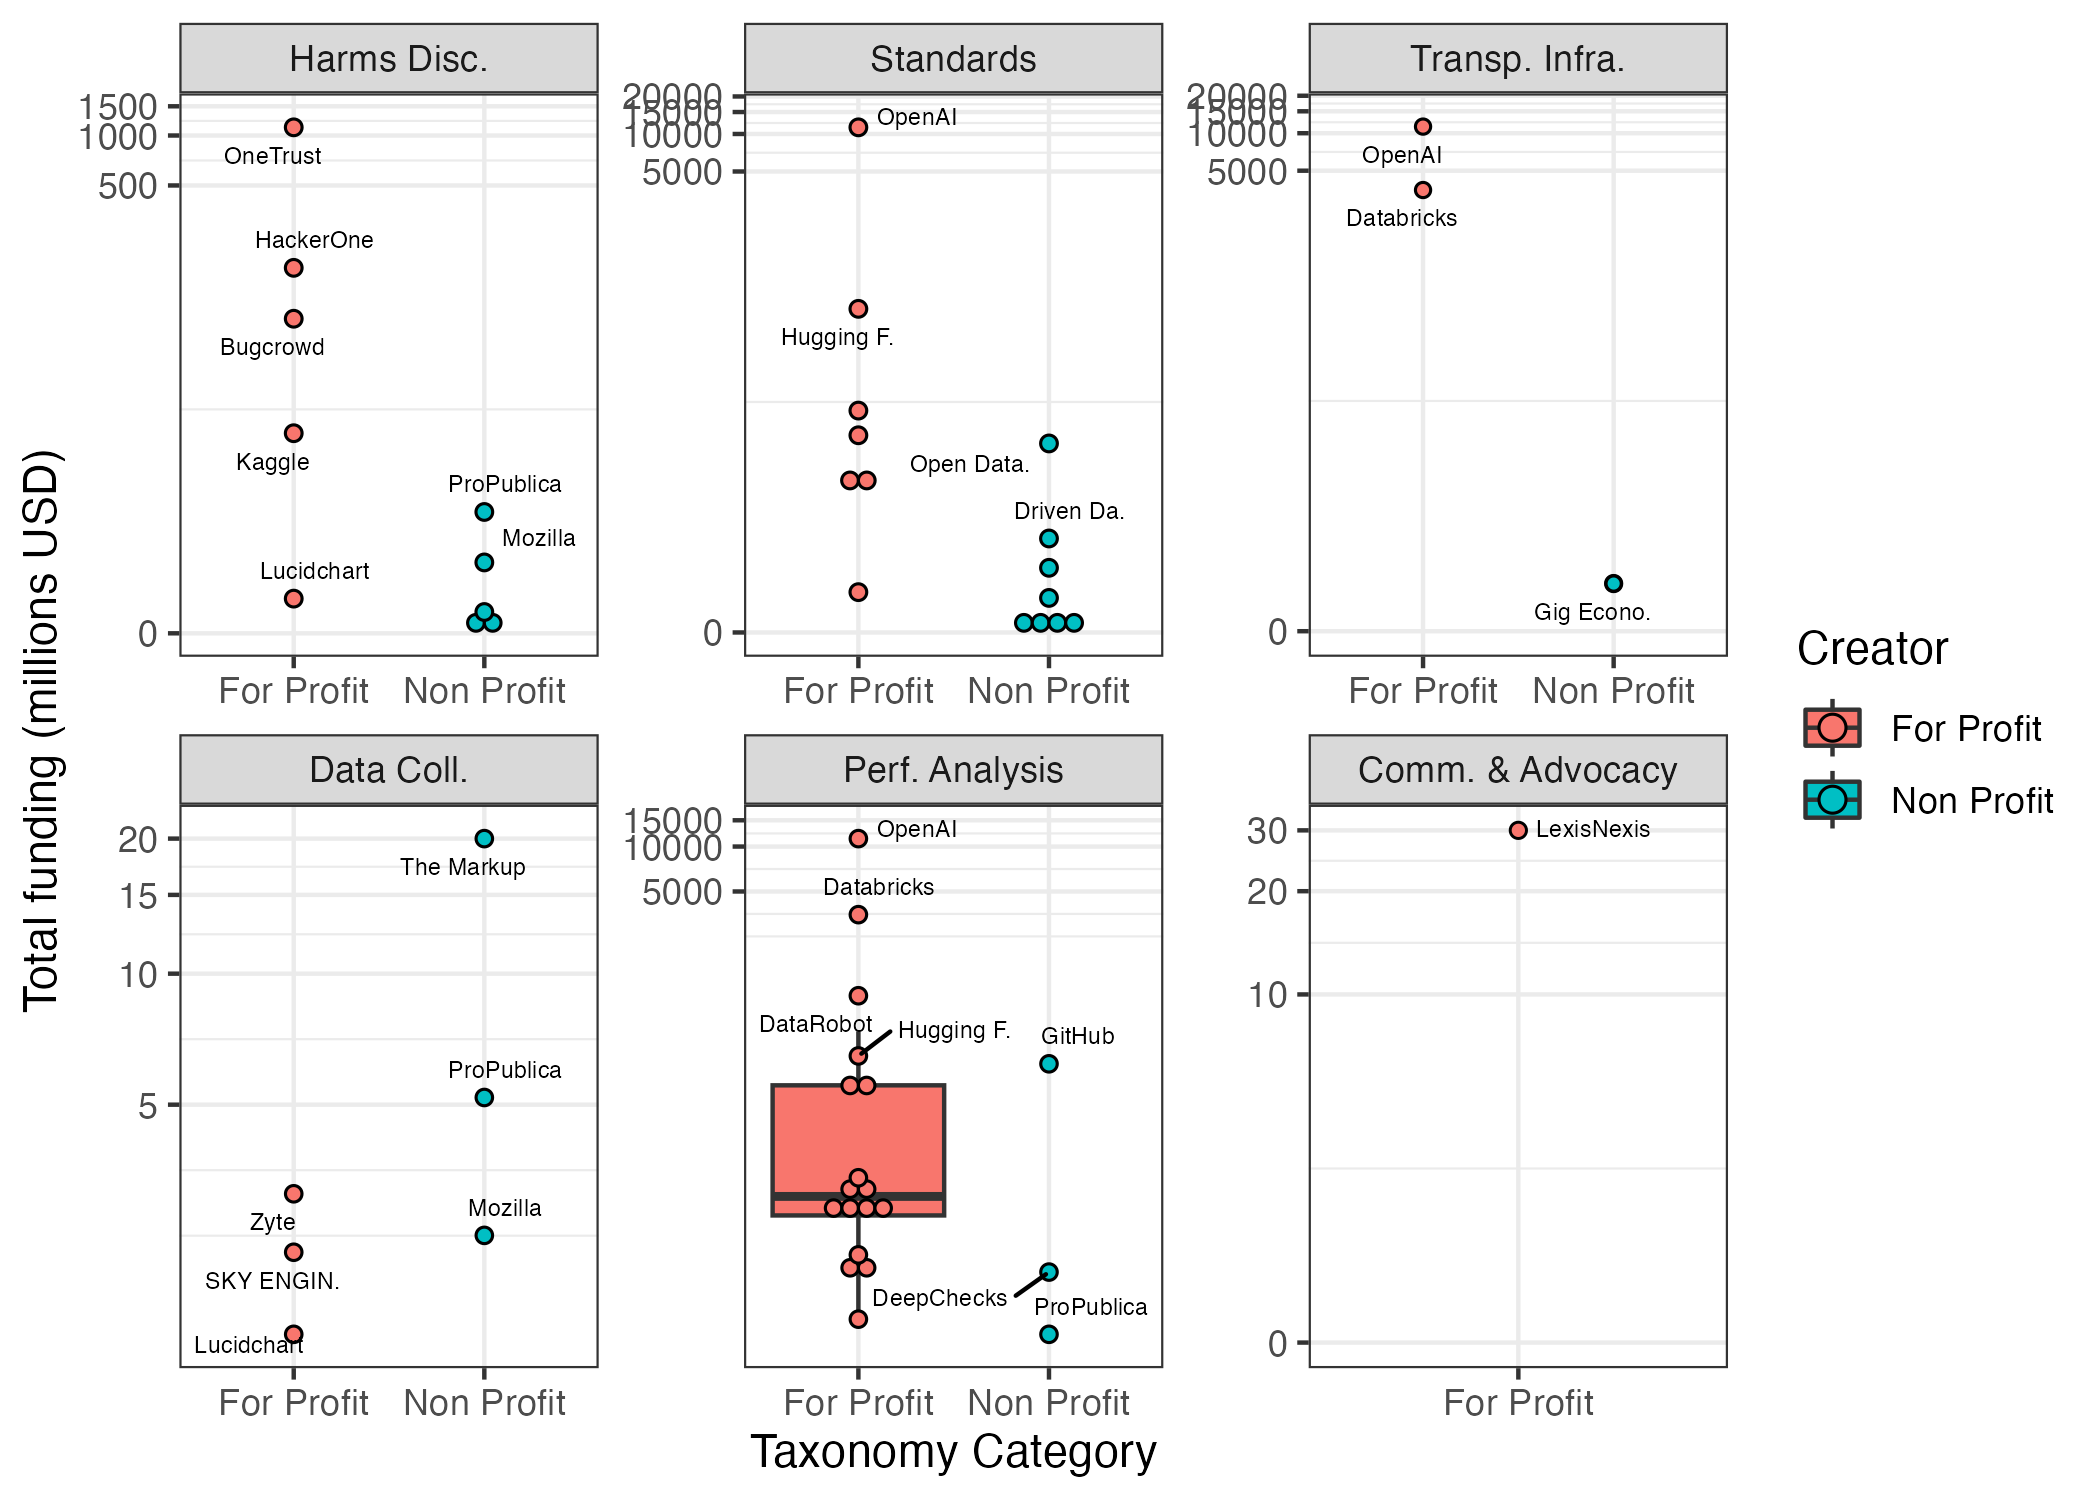 Harms Disc.
1500
1000
500
0
OneTrust
HackerOne
Bugcrowd
Kaggle
Lucidchart
ProPublica
Mozilla
For Profit
Non Profit
Standards
20000
15000
10000
5000
0
OpenAI
Hugging F.
Open Data.
Driven Da.
For Profit
Non Profit
Transp. Infra.
20000
15000
10000
5000
0
OpenAI
Databricks
Gig Econo.
For Profit
Non Profit
Data Coll.
20
15
10
5
The Markup
ProPublica
Zyte
Mozilla
SKY ENGIN.
Lucidchart
For Profit
Non Profit
Perf. Analysis
15000
10000
5000
OpenAI
Databricks
DataRobot
Hugging F.
GitHub
DeepChecks
ProPublica
For Profit
Non Profit
Comm. & Advocacy
30
20
10
0
LexisNexis
For Profit
Total funding (millions USD)
Taxonomy Category
Creator
For Profit
Non Profit